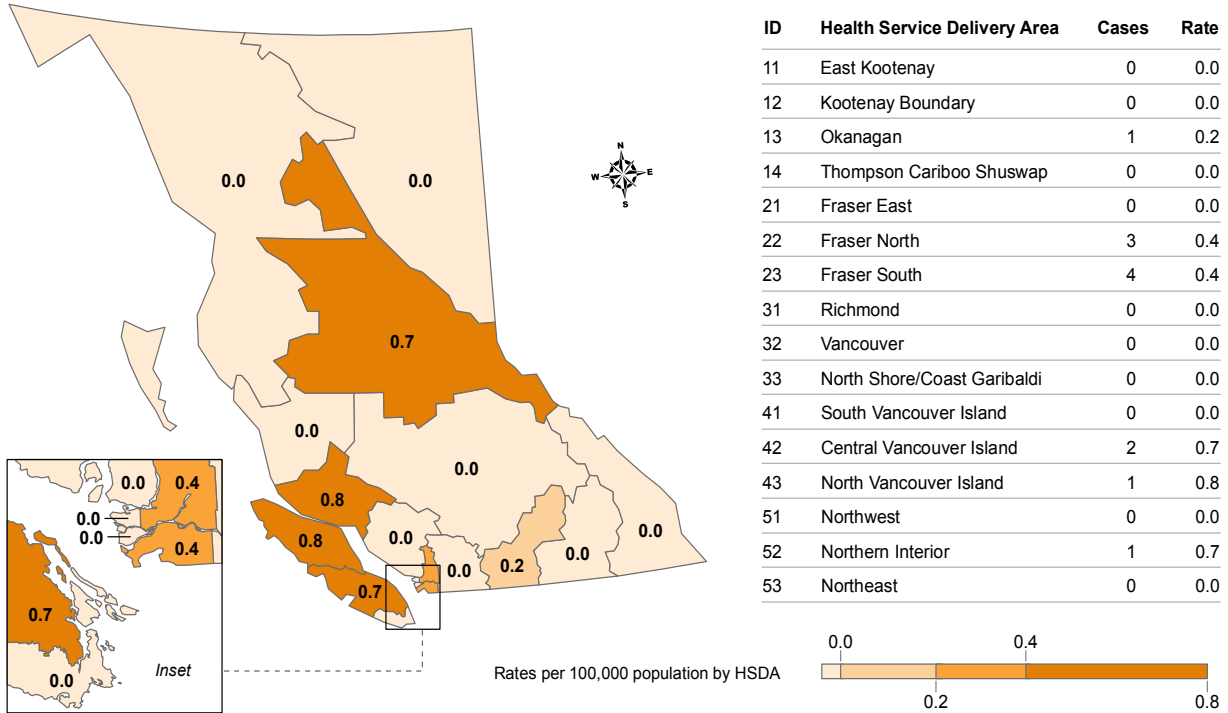 ID Health Service Delivery Area Cases Rate
11 East Kootenay 0 0.0
12 Kootenay Boundary 0 0.0
13 Okanagan 1 0.2
14 Thompson Cariboo Shuswap 0 0.0
21 Fraser East 0 0.0
22 Fraser North 3 0.4
23 Fraser South 4 0.4
31 Richmond 0 0.0
32 Vancouver 0 0.0
33 North Shore/Coast Garibaldi 0 0.0
41 South Vancouver Island 0 0.0
42 Central Vancouver Island 2 0.7
43 North Vancouver Island 1 0.8
51 Northwest 0 0.0
52 Northern Interior 1 0.7
53 Northeast 0 0.0
N
W E
S
0.0 0.0
0.7
0.0
0.0
0.8
0.8 0.0 0.0
0.0 0.2 0.0
0.7
0.0 0.4
0.0
0.0
0.4
0.7
0.0
Inset
Rates per 100,000 population by HSDA
0.0 0.4
0.2 0.8